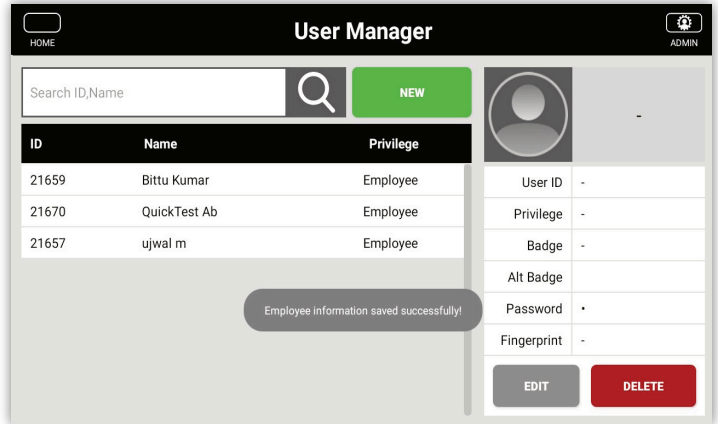 User Manager
HOME
ADMIN
Search ID,Name
NEW
-
ID Name Privilege
21659 Bittu Kumar Employee
21670 QuickTest Ab Employee
21657 ujwal m Employee
User ID -
Privilege -
Badge -
Alt Badge
Password •
Fingerprint -
Employee information saved successfully!
EDIT
DELETE